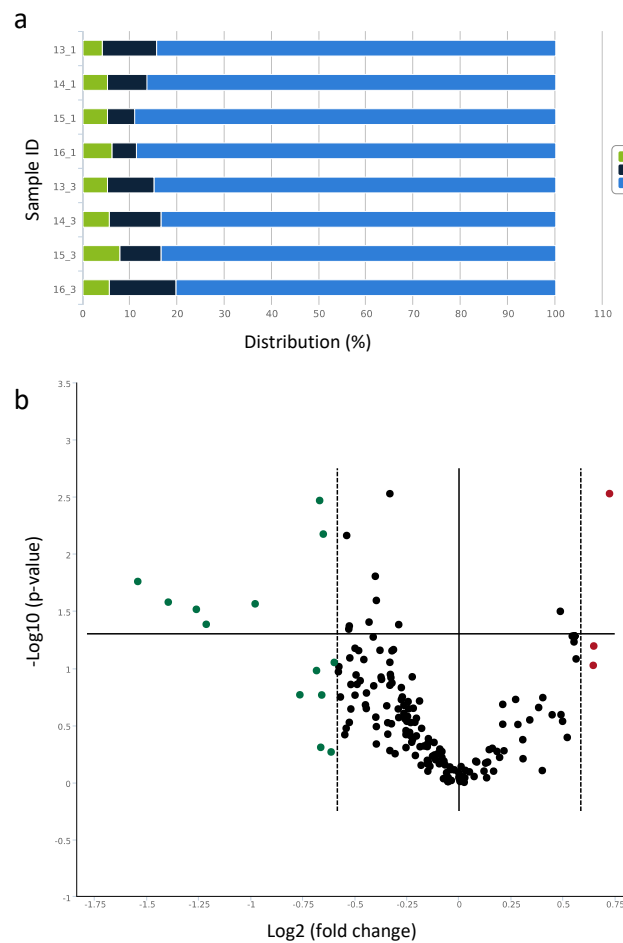 a
Sample ID
13_1
14_1
15_1
16_1
13_3
14_3
15_3
16_3
0 10 20 30 40 50 60 70 80 90 100 110
Distribution (%)
b
-Log10 (p-value)
3.5
3
2.5
2
1.5
1
0.5
0
-0.5
-1
-1.75 -1.5 -1.25 -1 -0.75 -0.5 -0.25 0 0.25 0.5 0.75
Log2 (fold change)